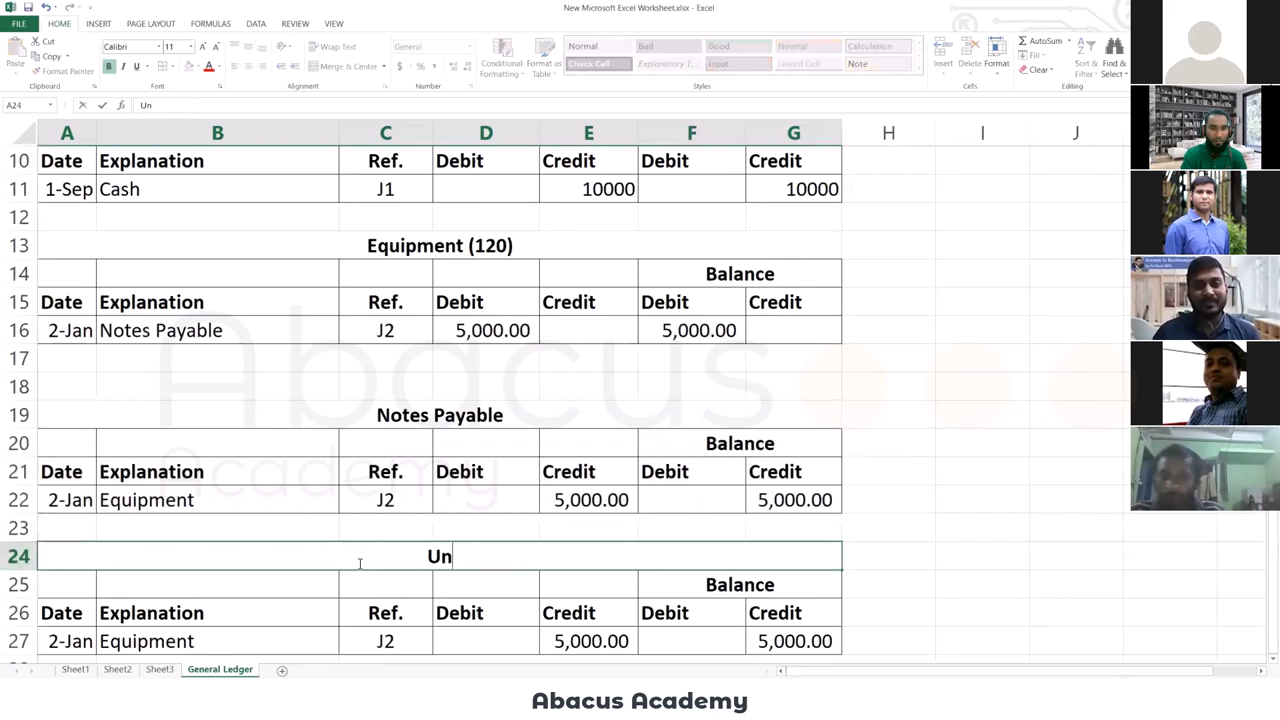 New Microsoft Excel Worksheet.xlsx - Excel
FILE HOME INSERT PAGE LAYOUT FORMULAS DATA REVIEW VIEW
Cut
Copy
Format Painter
Paste
Clipboard
Calibri 11
B I U
Font
Wrap Text
Merge & Center
Alignment
General
$ % ,
Number
Conditional Formatting
Format as Table
Normal Bad Good Neutral Calculation
Check Cell Explanatory T... Input Linked Cell Note
Styles
Insert Delete Format
Cells
AutoSum
Fill
Clear
Sort & Filter
Find & Select
Editing
A24 fx Un
A B C D E F G H I J
10 Date Explanation Ref. Debit Credit Debit Credit
11 1-Sep Cash J1 10000 10000
12
13 Equipment (120)
14 Balance
15 Date Explanation Ref. Debit Credit Debit Credit
16 2-Jan Notes Payable J2 5,000.00 5,000.00
17
18
19 Notes Payable
20 Balance
21 Date Explanation Ref. Debit Credit Debit Credit
22 2-Jan Equipment J2 5,000.00 5,000.00
23
24 Un
25 Balance
26 Date Explanation Ref. Debit Credit Debit Credit
27 2-Jan Equipment J2 5,000.00 5,000.00
Abacus
Academy
Sheet1 Sheet2 Sheet3 General Ledger
Abacus Academy